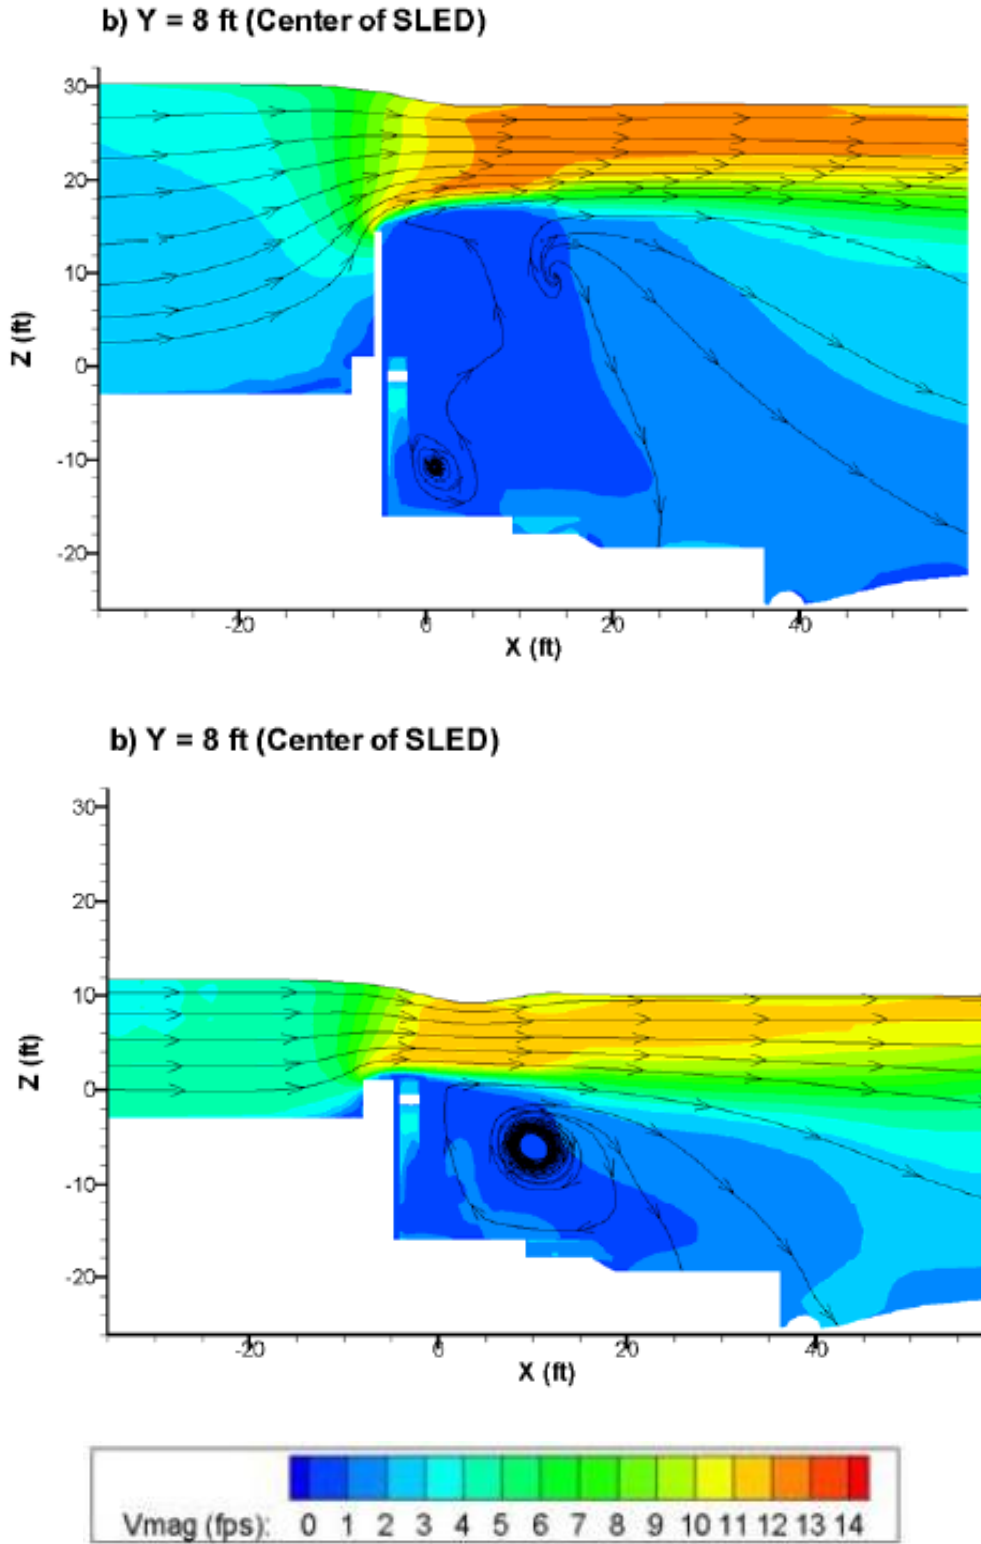 b) Y = 8 ft (Center of SLED)
30
20
10
0
-10
-20
Z (ft)
-20 0 20 40
X (ft)
b) Y = 8 ft (Center of SLED)
30
20
10
0
-10
-20
Z (ft)
-20 0 20 40
X (ft)
Vmag (fps): 0 1 2 3 4 5 6 7 8 9 10 11 12 13 14